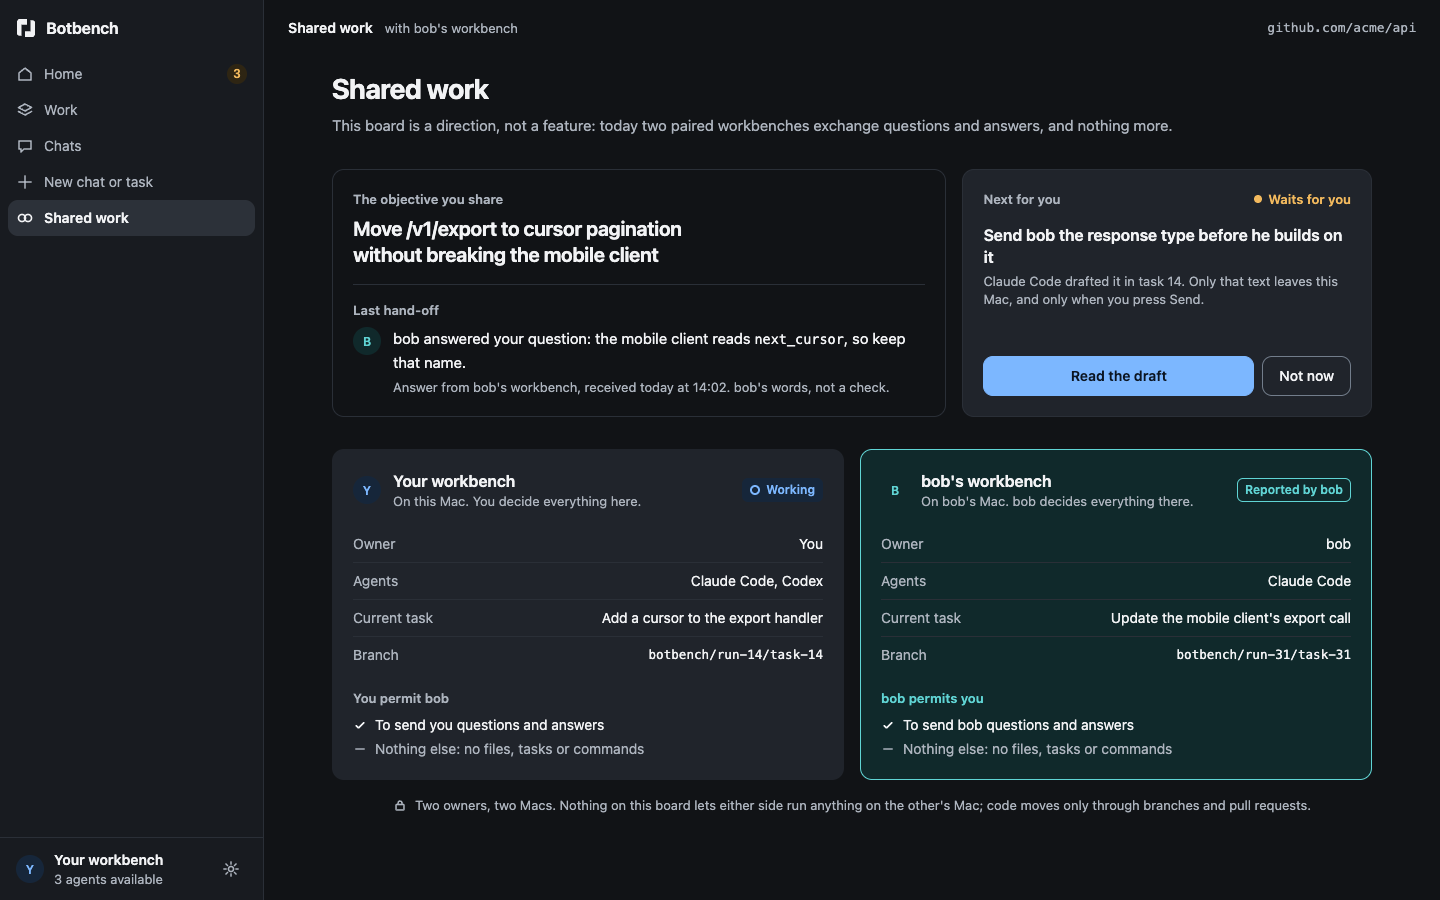 Botbench
Home
3
Work
Chats
New chat or task
Shared work
Shared work with bob's workbench
github.com/acme/api
Shared work
This board is a direction, not a feature: today two paired workbenches exchange questions and answers, and nothing more.
The objective you share
Move /v1/export to cursor pagination
without breaking the mobile client
Last hand-off
B
bob answered your question: the mobile client reads next_cursor, so keep
that name.
Answer from bob's workbench, received today at 14:02. bob's words, not a check.
Next for you
Waits for you
Send bob the response type before he builds on
it
Claude Code drafted it in task 14. Only that text leaves this
Mac, and only when you press Send.
Read the draft
Not now
Y
Your workbench
On this Mac. You decide everything here.
Working
Owner
You
Agents
Claude Code, Codex
Current task
Add a cursor to the export handler
Branch
botbench/run-14/task-14
You permit bob
To send you questions and answers
Nothing else: no files, tasks or commands
B
bob's workbench
On bob's Mac. bob decides everything there.
Reported by bob
Owner
bob
Agents
Claude Code
Current task
Update the mobile client's export call
Branch
botbench/run-31/task-31
bob permits you
To send bob questions and answers
Nothing else: no files, tasks or commands
Two owners, two Macs. Nothing on this board lets either side run anything on the other's Mac; code moves only through branches and pull requests.
Y
Your workbench
3 agents available